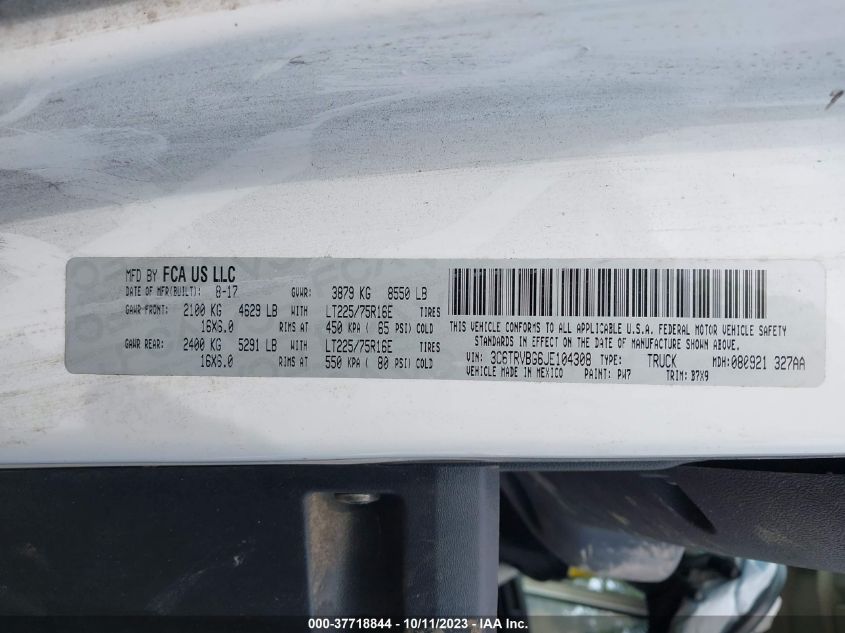 MFD BY FCA US LLC
DATE OF MFR(BUILT): 8-17 GVWR: 3879 KG 8550 LB
GAWR FRONT: 2100 KG 4629 LB WITH LT225/75R16E TIRES
16X6.0 RIMS AT 450 KPA ( 65 PSI) COLD
GAWR REAR: 2400 KG 5291 LB WITH LT225/75R16E TIRES
16X6.0 RIMS AT 550 KPA ( 80 PSI) COLD
THIS VEHICLE CONFORMS TO ALL APPLICABLE U.S.A. FEDERAL MOTOR VEHICLE SAFETY
STANDARDS IN EFFECT ON THE DATE OF MANUFACTURE SHOWN ABOVE.
VIN: 3C6TRVBG6JE104308 TYPE: TRUCK MDH:080921 327AA
VEHICLE MADE IN MEXICO PAINT: PW7 TRIM: B7X9
000-37718844 - 10/11/2023 - IAA Inc.